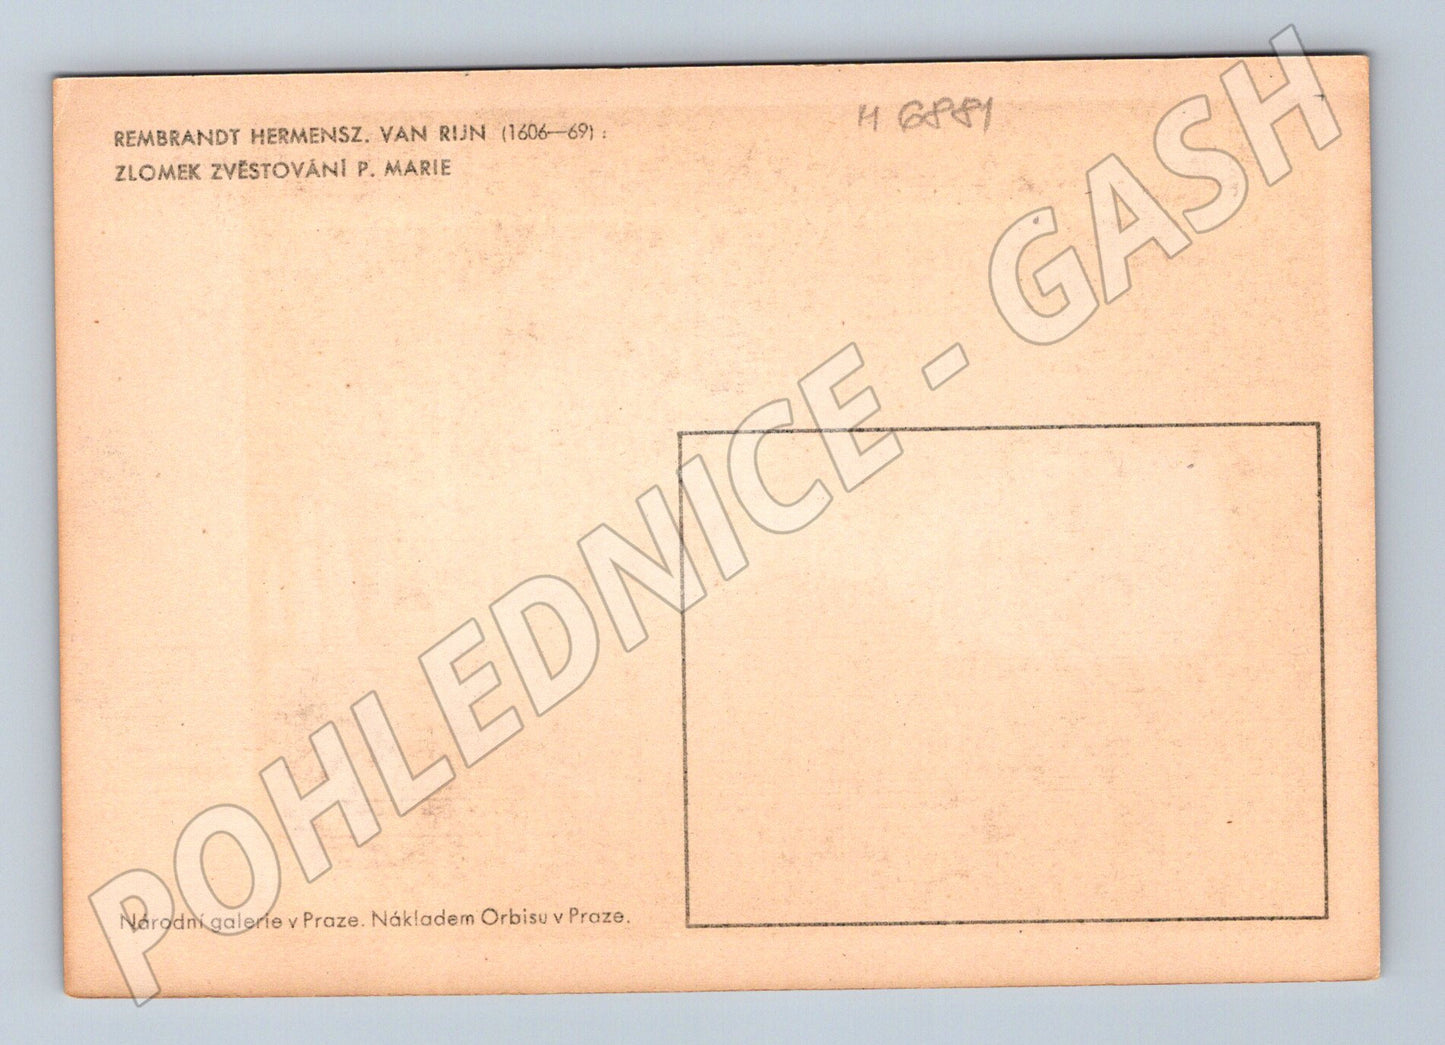 REMBRANDT HERMENSZ. VAN RIJN (1606—69) :
ZLOMEK ZVĚSTOVÁNÍ P. MARIE
H 6881
POHLEDNICE - GASH
Národní galerie v Praze. Nákladem Orbisu v Praze.